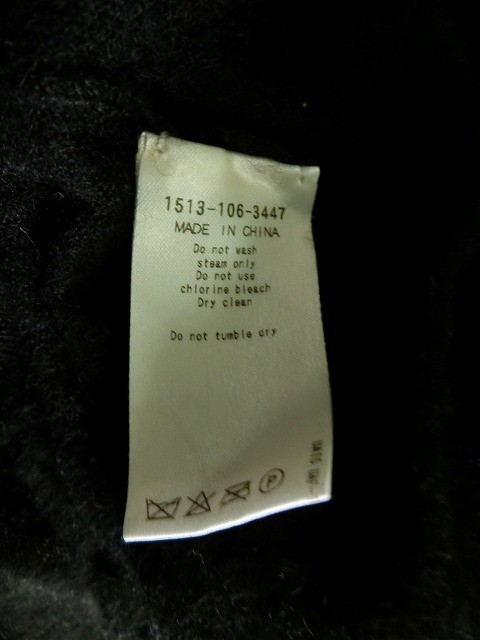 1513-106-3447
MADE IN CHINA
Do not wash
steam only
Do not use
chlorine bleach
Dry clean
Do not tumble dry
P